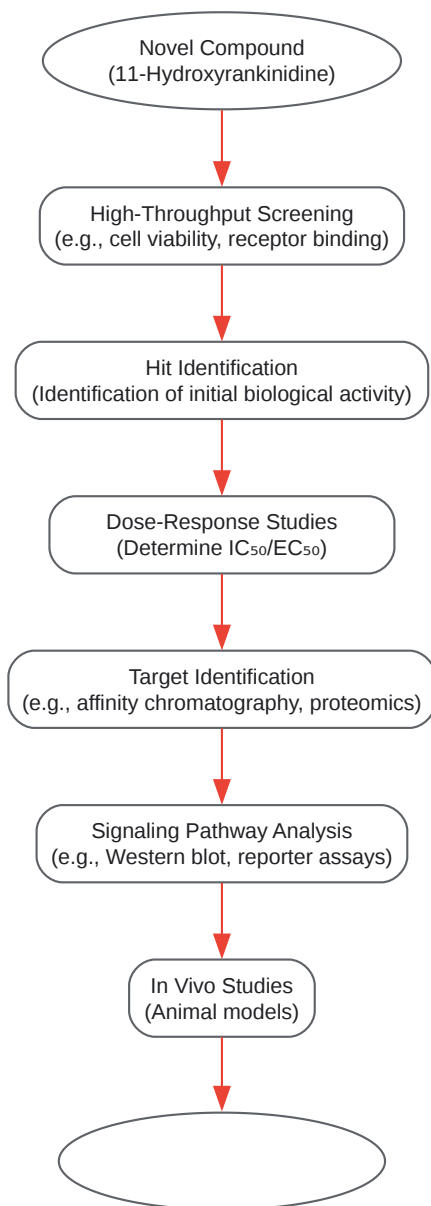 Novel Compound
(11-Hydroxyrankinidine)
High-Throughput Screening
(e.g., cell viability, receptor binding)
Hit Identification
(Identification of initial biological activity)
Dose-Response Studies
(Determine IC₅₀/EC₅₀)
Target Identification
(e.g., affinity chromatography, proteomics)
Signaling Pathway Analysis
(e.g., Western blot, reporter assays)
In Vivo Studies
(Animal models)